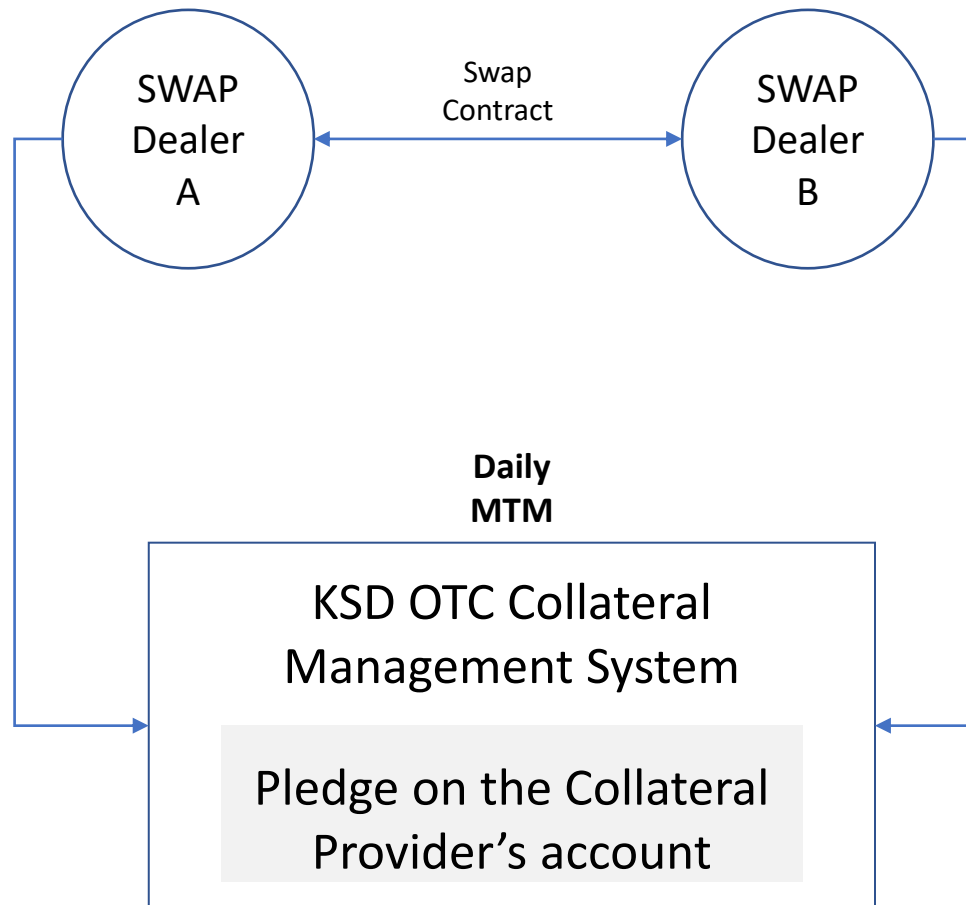 SWAP
Dealer
A
Swap
Contract
SWAP
Dealer
B
Daily
MTM
KSD OTC Collateral
Management System
Pledge on the Collateral
Provider’s account